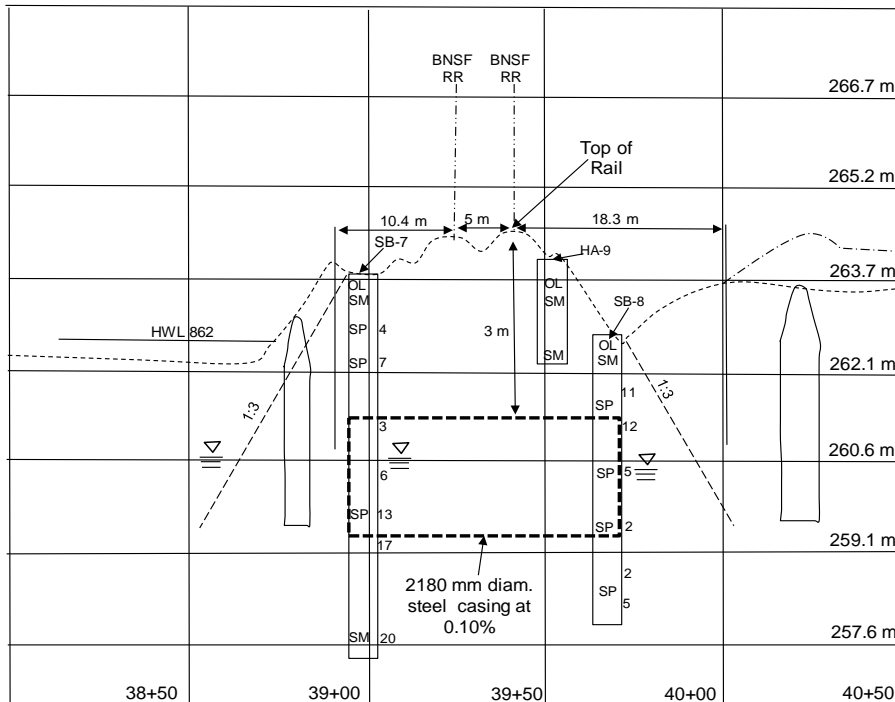 BNSF
RR
BNSF
RR
266.7 m
Top of
Rail
265.2 m
10.4 m
5 m
18.3 m
SB-7
HA-9
263.7 m
OL
SM
OL
SM
SB-8
HWL 862
SP 4
3 m
OL
SM
SP 7
SM
262.1 m
1:3
1:3
11
SP
3
12
260.6 m
6
SP 5
SP 13
SP 2
17
259.1 m
2180 mm diam.
steel casing at
0.10%
2
SP
5
SM 20
257.6 m
38+50
39+00
39+50
40+00
40+50